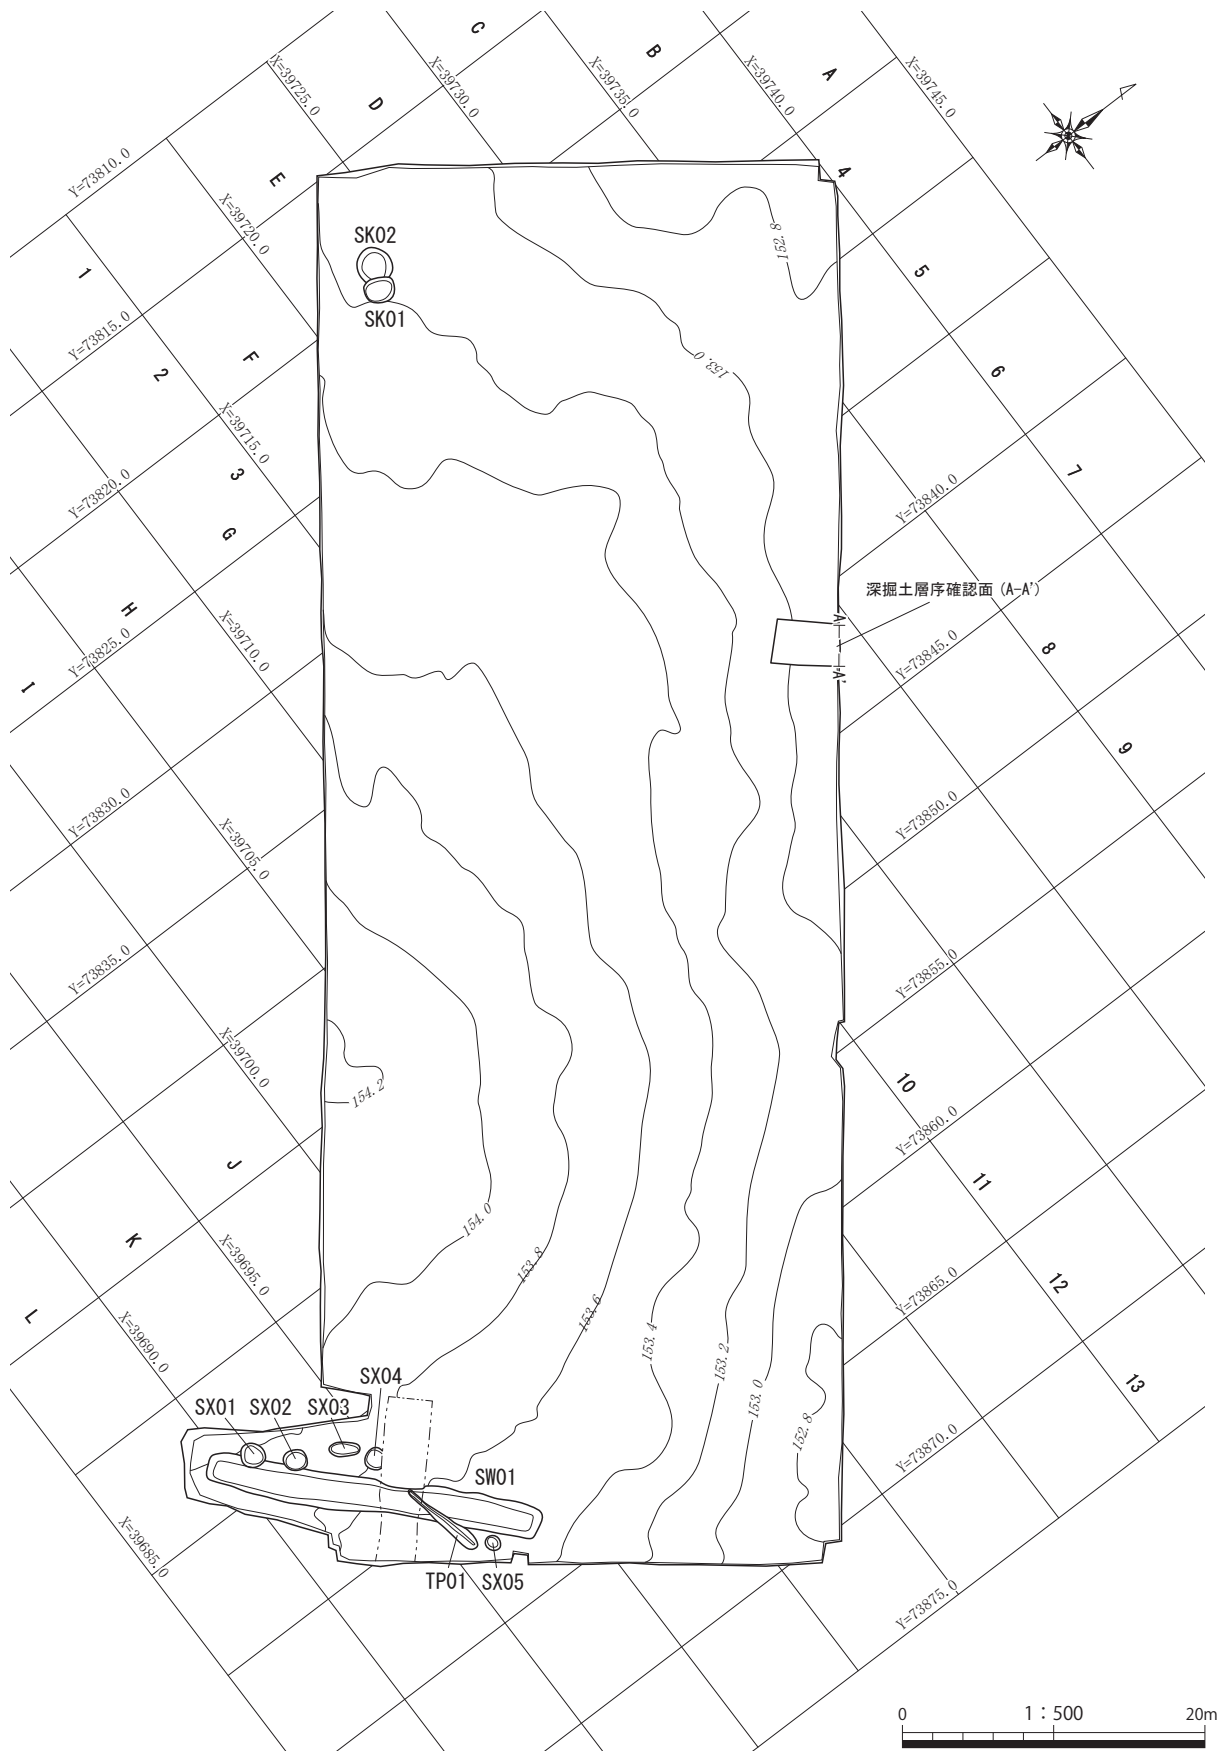 C
B
A
D
E
X=39725.0
X=39730.0
X=39735.0
X=39740.0
X=39745.0
Y=73810.0
X=39720.0
4
SK02
SK01
152.8
1
5
Y=73815.0
2
F
153.0
6
X=39715.0
3
Y=73820.0
G
7
Y=73840.0
H
深掘土層序確認面 (A-A')
A
A'
Y=73825.0
X=39710.0
I
8
Y=73845.0
9
Y=73830.0
X=39705.0
Y=73850.0
Y=73835.0
Y=73855.0
X=39700.0
154.2
10
Y=73860.0
J
11
K
154.0
X=39695.0
153.8
Y=73865.0
12
L
X=39690.0
153.6
153.4
153.2
153.0
152.8
13
SX04
SX01 SX02 SX03
Y=73870.0
SW01
X=39685.0
TP01 SX05
Y=73875.0
0
1:500
20m